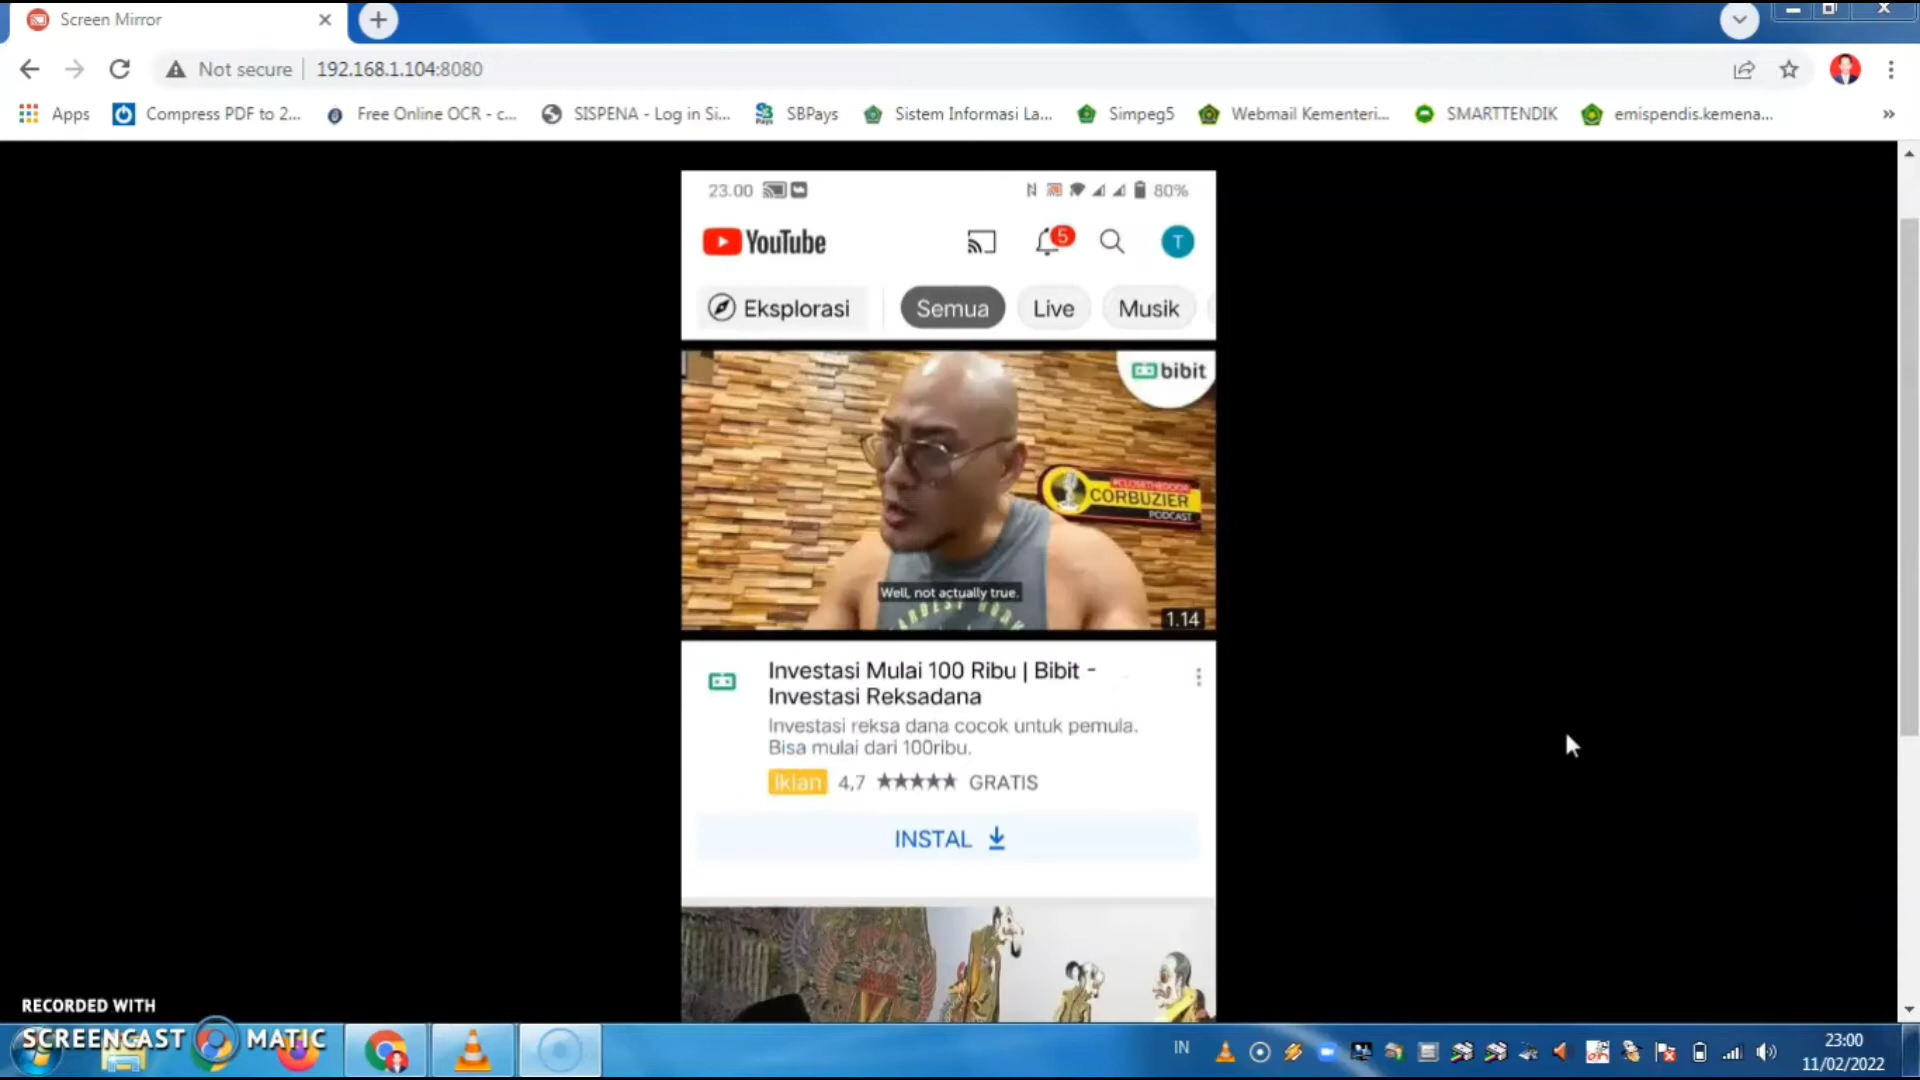 Screen Mirror
Not secure
192.168.1.104:8080
Apps
Compress PDF to 2...
Free Online OCR - c...
SISPENA - Log in Si...
SBPays
Sistem Informasi La...
Simpeg5
Webmail Kementeri...
SMARTTENDIK
emispendis.kemena...
23.00
80%
YouTube
5
T
Eksplorasi
Semua
Live
Musik
bibit
#CLOSETHEDOOR
CORBUZIER
PODCAST
Well, not actually true.
1.14
Investasi Mulai 100 Ribu | Bibit -
Investasi Reksadana
Investasi reksa dana cocok untuk pemula.
Bisa mulai dari 100ribu.
Iklan 4,7 ★★★★★ GRATIS
INSTAL
RECORDED WITH
SCREENCAST MATIC
IN
23:00
11/02/2022